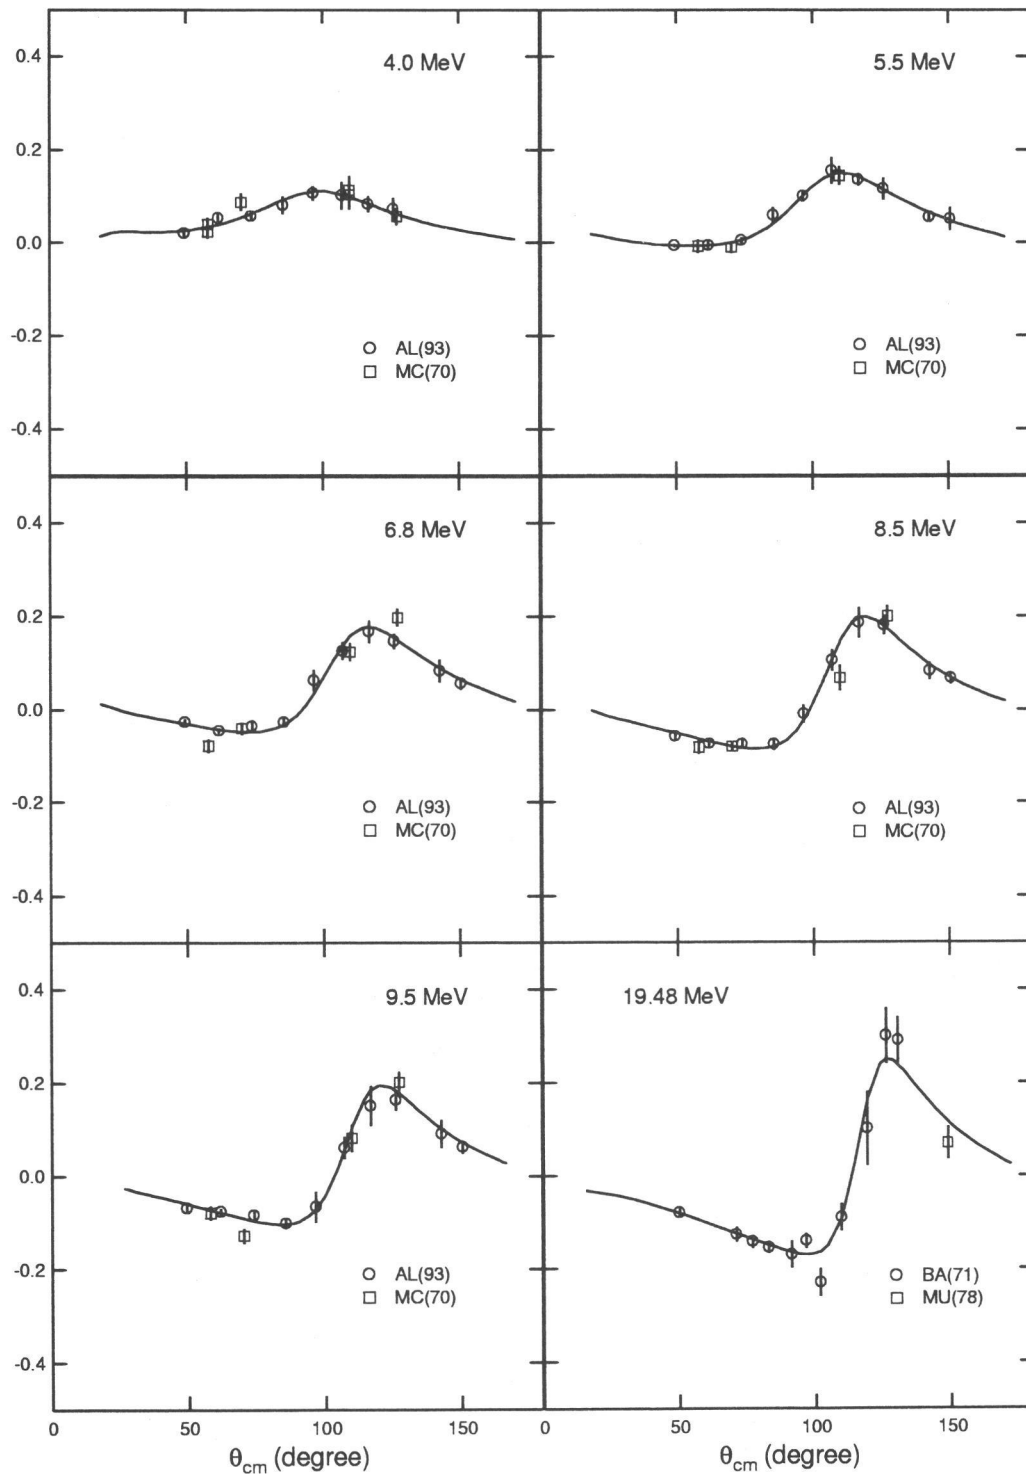 0.4
0.2
0.0
-0.2
-0.4
4.0 MeV
AL(93)
MC(70)
5.5 MeV
AL(93)
MC(70)
0.4
0.2
0.0
-0.2
-0.4
6.8 MeV
AL(93)
MC(70)
8.5 MeV
AL(93)
MC(70)
0.4
0.2
0.0
-0.2
-0.4
9.5 MeV
AL(93)
MC(70)
19.48 MeV
BA(71)
MU(78)
0 50 100 150 0 50 100 150
θcm (degree) θcm (degree)